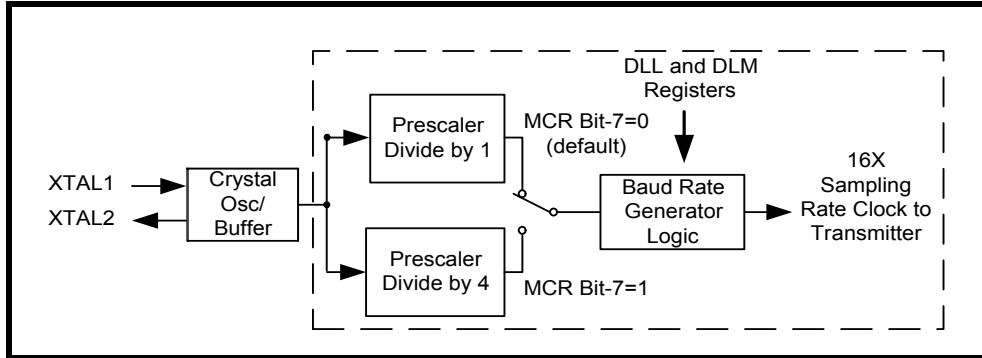 DLL and DLM
Registers
Prescaler
Divide by 1
MCR Bit-7=0
(default)
16X
Sampling
Rate Clock to
Transmitter
XTAL1
XTAL2
Crystal
Osc/
Buffer
Baud Rate
Generator
Logic
Prescaler
Divide by 4
MCR Bit-7=1